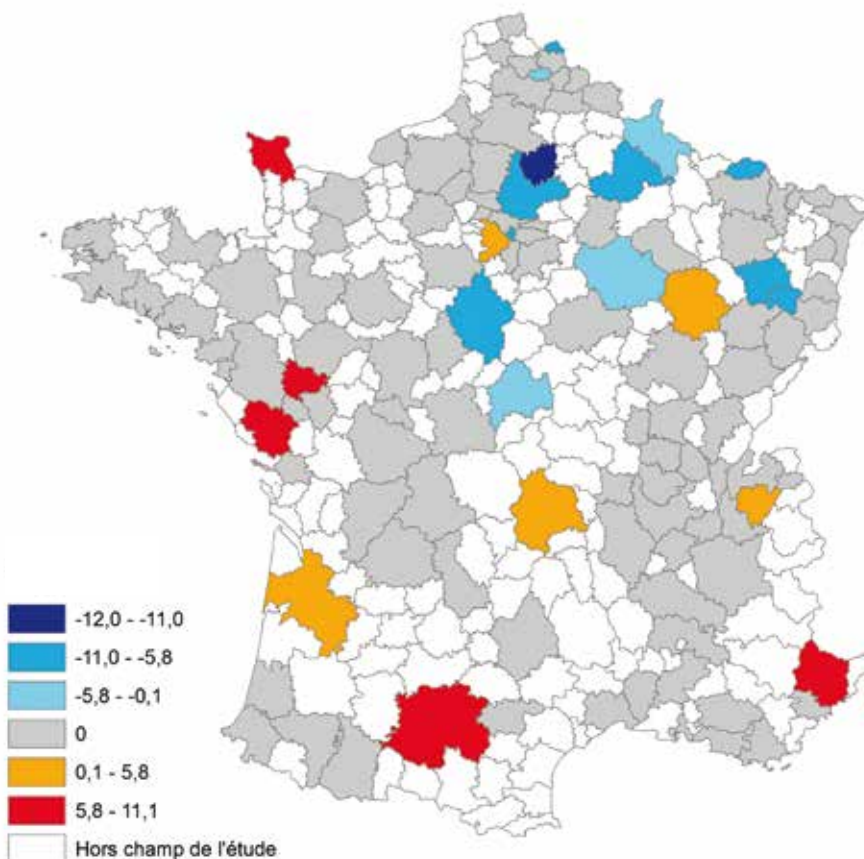 -12,0 - -11,0
-11,0 - -5,8
-5,8 - -0,1
0
0,1 - 5,8
5,8 - 11,1
Hors champ de l'étude